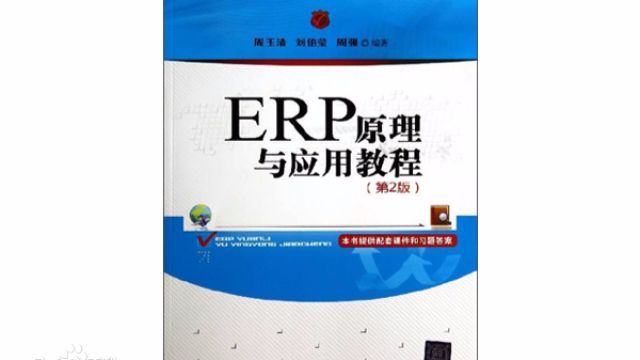 周玉清 刘伯莹 周强 ◎ 编著
ERP原理
与应用教程
（第2版）
ERP YUANLI
YU YINGYONG JIAOCHENG
本书提供配套课件和习题答案